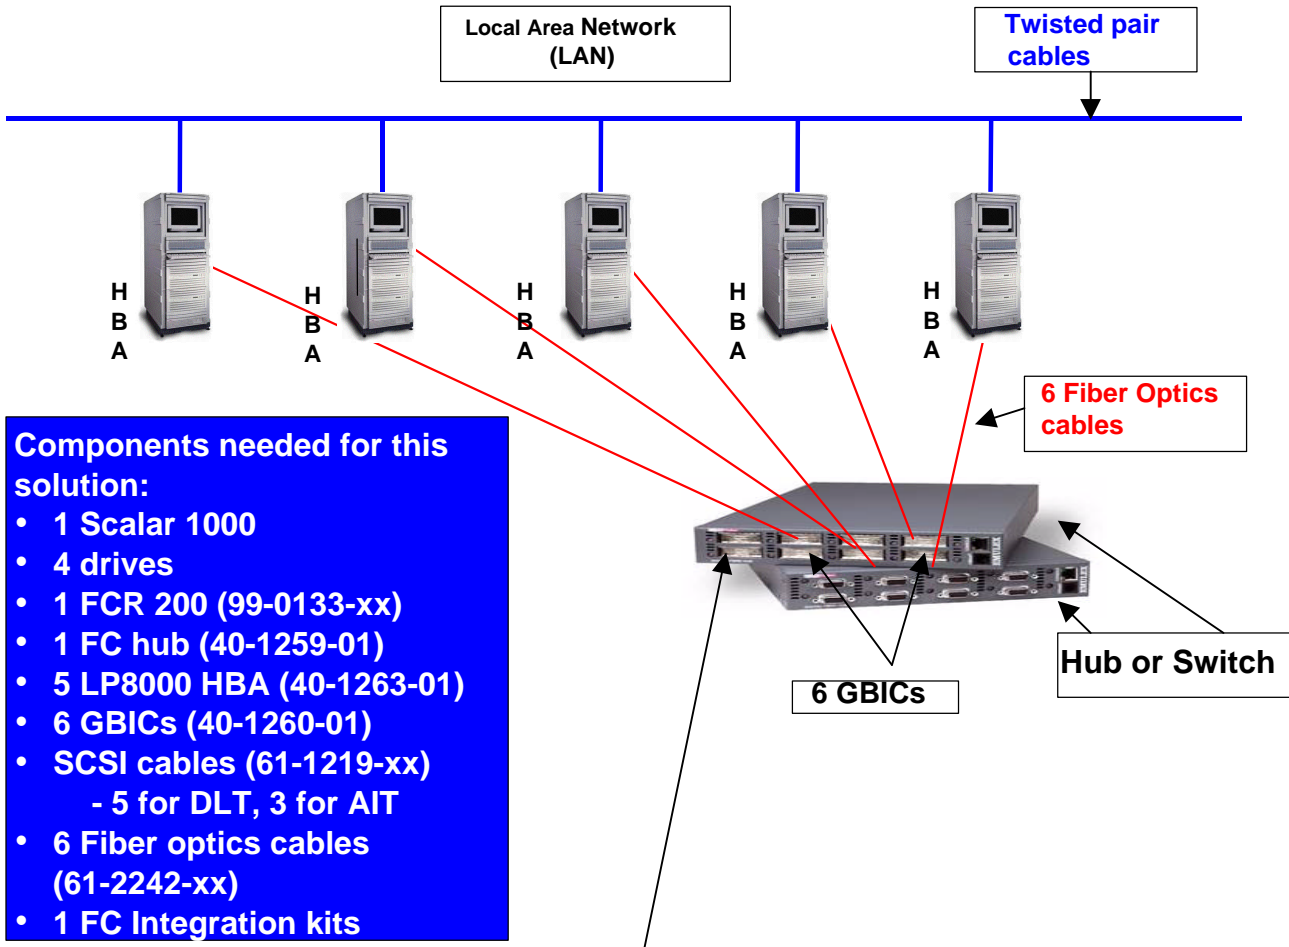 Local Area Network
(LAN)
Twisted pair
cables
H
B
A
H
B
A
H
B
A
H
B
A
H
B
A
6 Fiber Optics
cables
Components needed for this
solution:
• 1 Scalar 1000
• 4 drives
• 1 FCR 200 (99-0133-xx)
• 1 FC hub (40-1259-01)
• 5 LP8000 HBA (40-1263-01)
• 6 GBICs (40-1260-01)
• SCSI cables (61-1219-xx)
- 5 for DLT, 3 for AIT
• 6 Fiber optics cables
(61-2242-xx)
• 1 FC Integration kits
EMULEX
EMULEX
Hub or Switch
6 GBICs